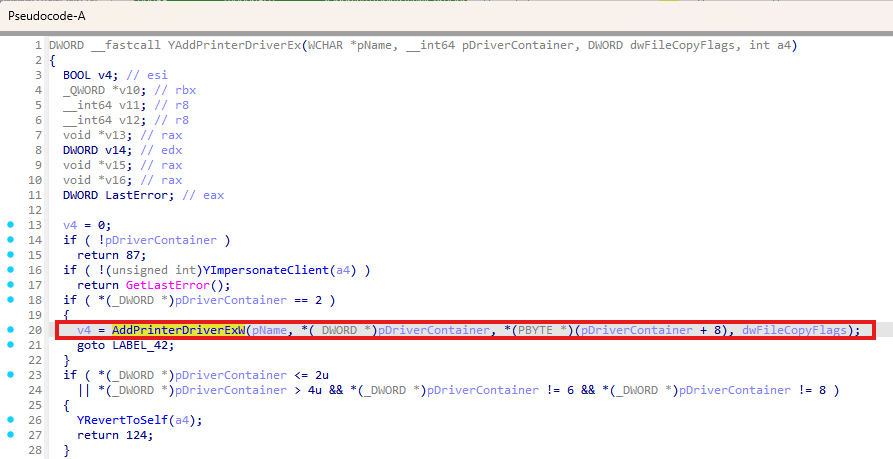 Pseudocode-A
1 DWORD __fastcall YAddPrinterDriverEx(WCHAR *pName, __int64 pDriverContainer, DWORD dwFileCopyFlags, int a4)
2 {
3 BOOL v4; // esi
4 _QWORD *v10; // rbx
5 __int64 v11; // r8
6 __int64 v12; // r8
7 void *v13; // rax
8 DWORD v14; // edx
9 void *v15; // rax
10 void *v16; // rax
11 DWORD LastError; // eax
12
13 v4 = 0;
14 if ( !pDriverContainer )
15 return 87;
16 if ( !(unsigned int)YImpersonateClient(a4) )
17 return GetLastError();
18 if ( *(_DWORD *)pDriverContainer == 2 )
19 {
20 v4 = AddPrinterDriverExW(pName, *(_DWORD *)pDriverContainer, *(PBYTE *)(pDriverContainer + 8), dwFileCopyFlags);
21 goto LABEL_42;
22 }
23 if ( *(_DWORD *)pDriverContainer <= 2u
24 || *(_DWORD *)pDriverContainer > 4u && *(_DWORD *)pDriverContainer != 6 && *(_DWORD *)pDriverContainer != 8 )
25 {
26 YRevertToSelf(a4);
27 return 124;
28 }